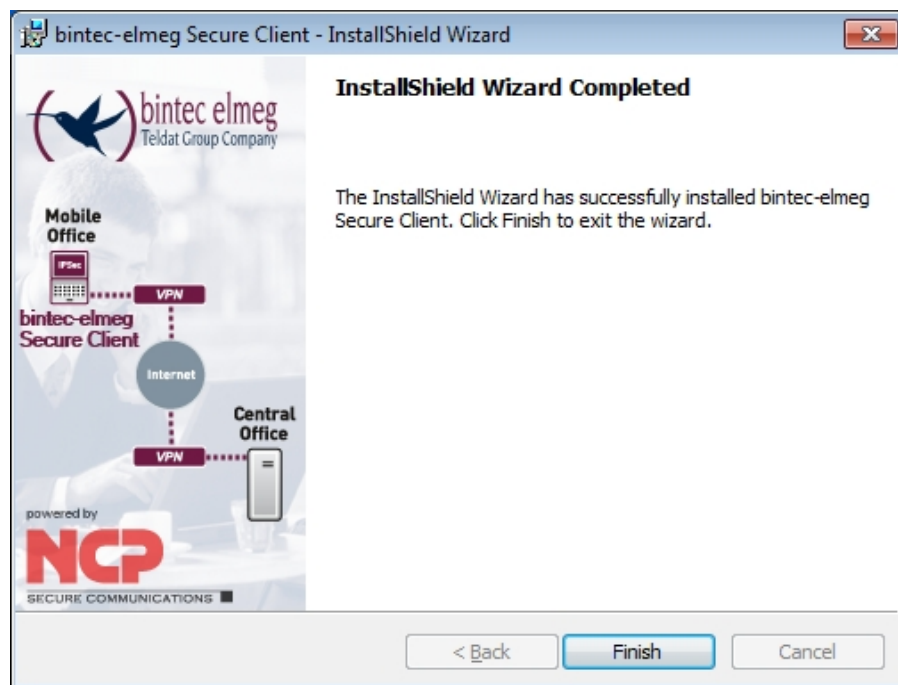 bintec-elmeg Secure Client - InstallShield Wizard
bintec elmeg
Teldat Group Company
InstallShield Wizard Completed
The InstallShield Wizard has successfully installed bintec-elmeg
Secure Client. Click Finish to exit the wizard.
Mobile
Office
IPSec
VPN
bintec-elmeg
Secure Client
Internet
Central
Office
VPN
powered by
NCP
SECURE COMMUNICATIONS
< Back
Finish
Cancel